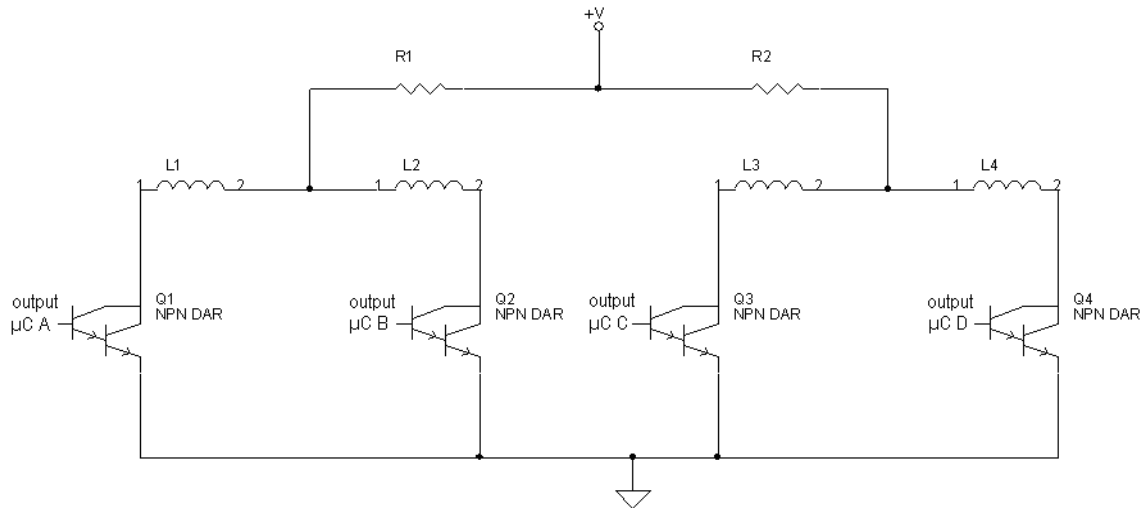 +V
R1
R2
L1
L2
L3
L4
1
2
1
2
1
2
1
2
output
µC A
Q1
NPN DAR
output
µC B
Q2
NPN DAR
output
µC C
Q3
NPN DAR
output
µC D
Q4
NPN DAR